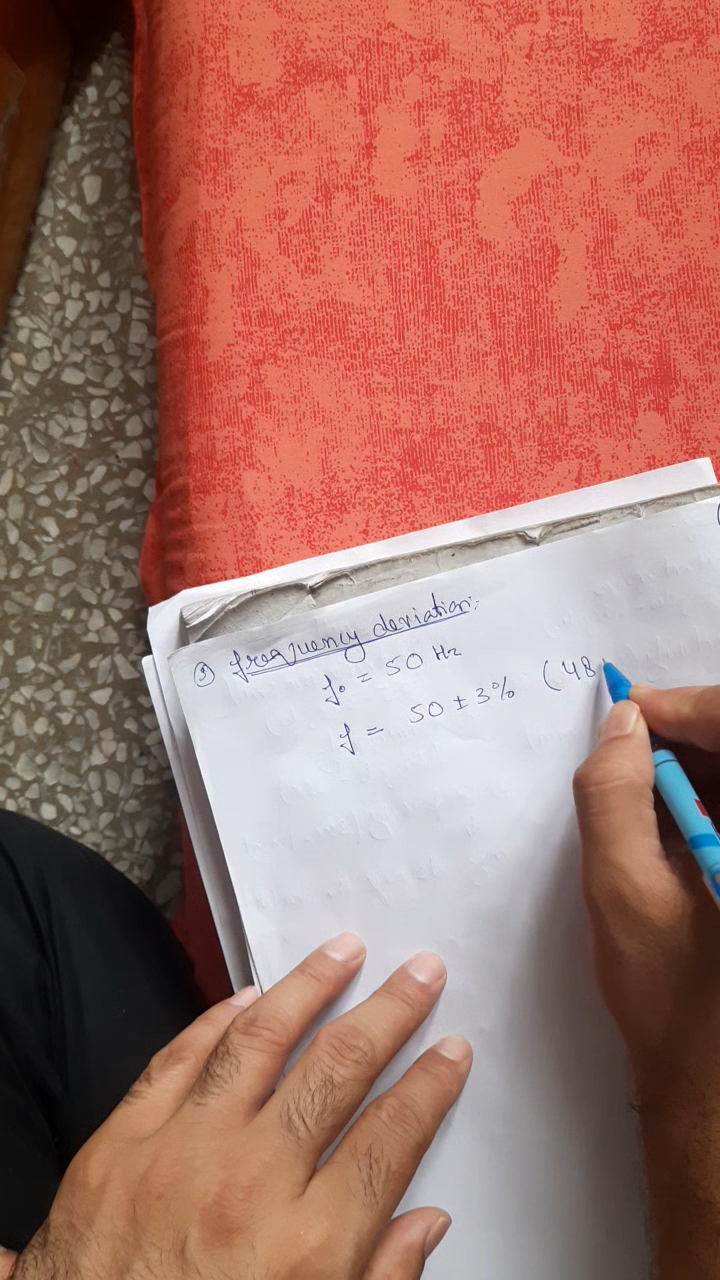 ③ frequency deviation:
f₀ = 50 Hz
f = 50 ± 3% (48